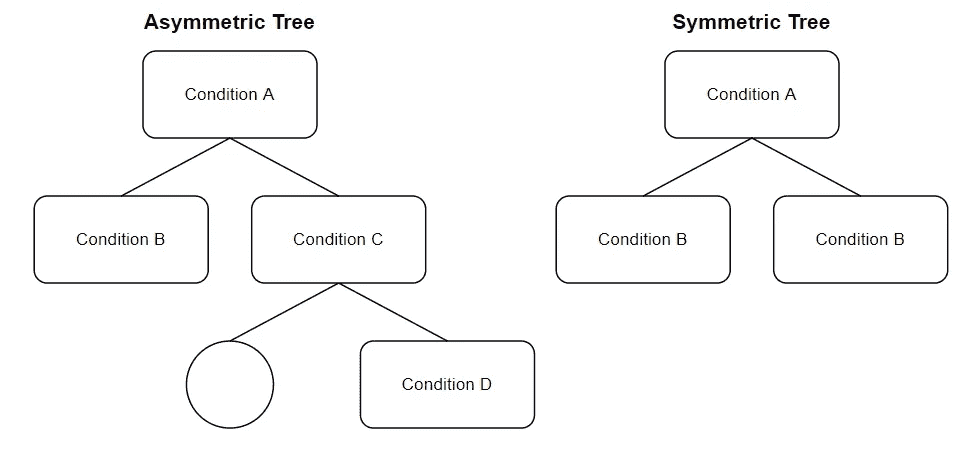 Asymmetric Tree
Symmetric Tree
Condition A
Condition A
Condition B
Condition C
Condition B
Condition B
Condition D